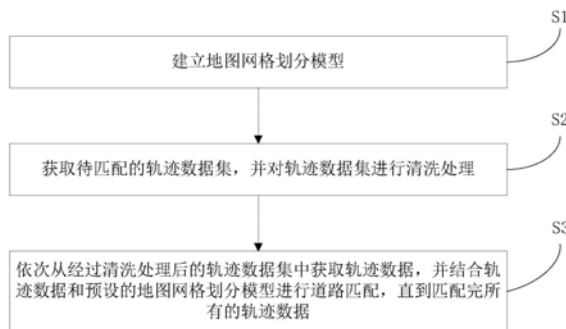 S1
建立地图网格划分模型
S2
获取待匹配的轨迹数据集，并对轨迹数据集进行清洗处理
S3
依次从经过清洗处理后的轨迹数据集中获取轨迹数据，并结合轨
迹数据和预设的地图网格划分模型进行道路匹配，直到匹配完所
有的轨迹数据